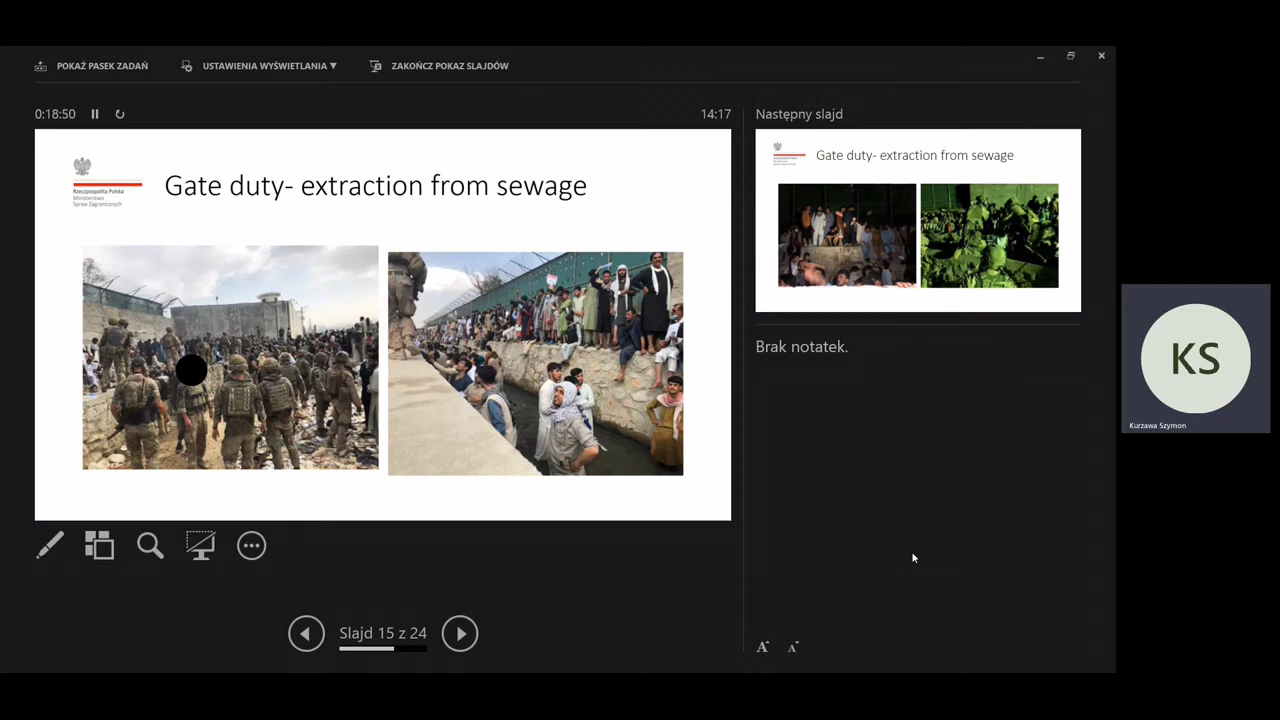 POKAŻ PASEK ZADAŃ
USTAWIENIA WYŚWIETLANIA ▼
ZAKOŃCZ POKAZ SLAJDÓW
0:18:50
14:17
Rzeczpospolita Polska
Ministerstwo
Spraw Zagranicznych
Gate duty- extraction from sewage
Slajd 15 z 24
Następny slajd
Gate duty- extraction from sewage
Brak notatek.
A A
KS
Kurzawa Szymon